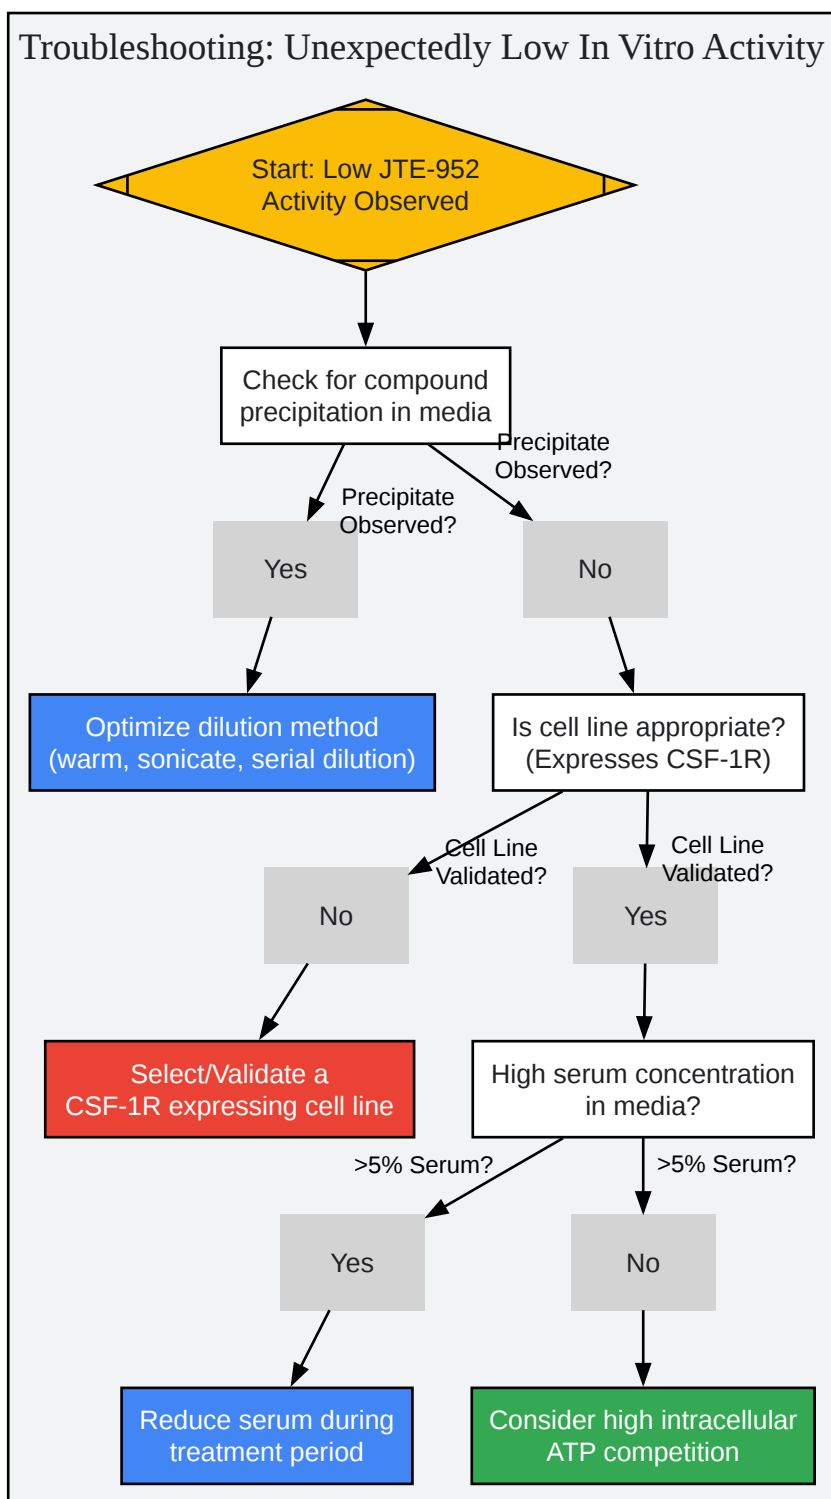 Troubleshooting: Unexpectedly Low In Vitro Activity
Start: Low JTE-952
Activity Observed
Check for compound
precipitation in media
Precipitate
Observed?
Precipitate
Observed?
Yes
No
Optimize dilution method
(warm, sonicate, serial dilution)
Is cell line appropriate?
(Expresses CSF-1R)
Cell Line
Validated?
Cell Line
Validated?
No
Yes
Select/Validate a
CSF-1R expressing cell line
High serum concentration
in media?
>5% Serum?
>5% Serum?
Yes
No
Reduce serum during
treatment period
Consider high intracellular
ATP competition